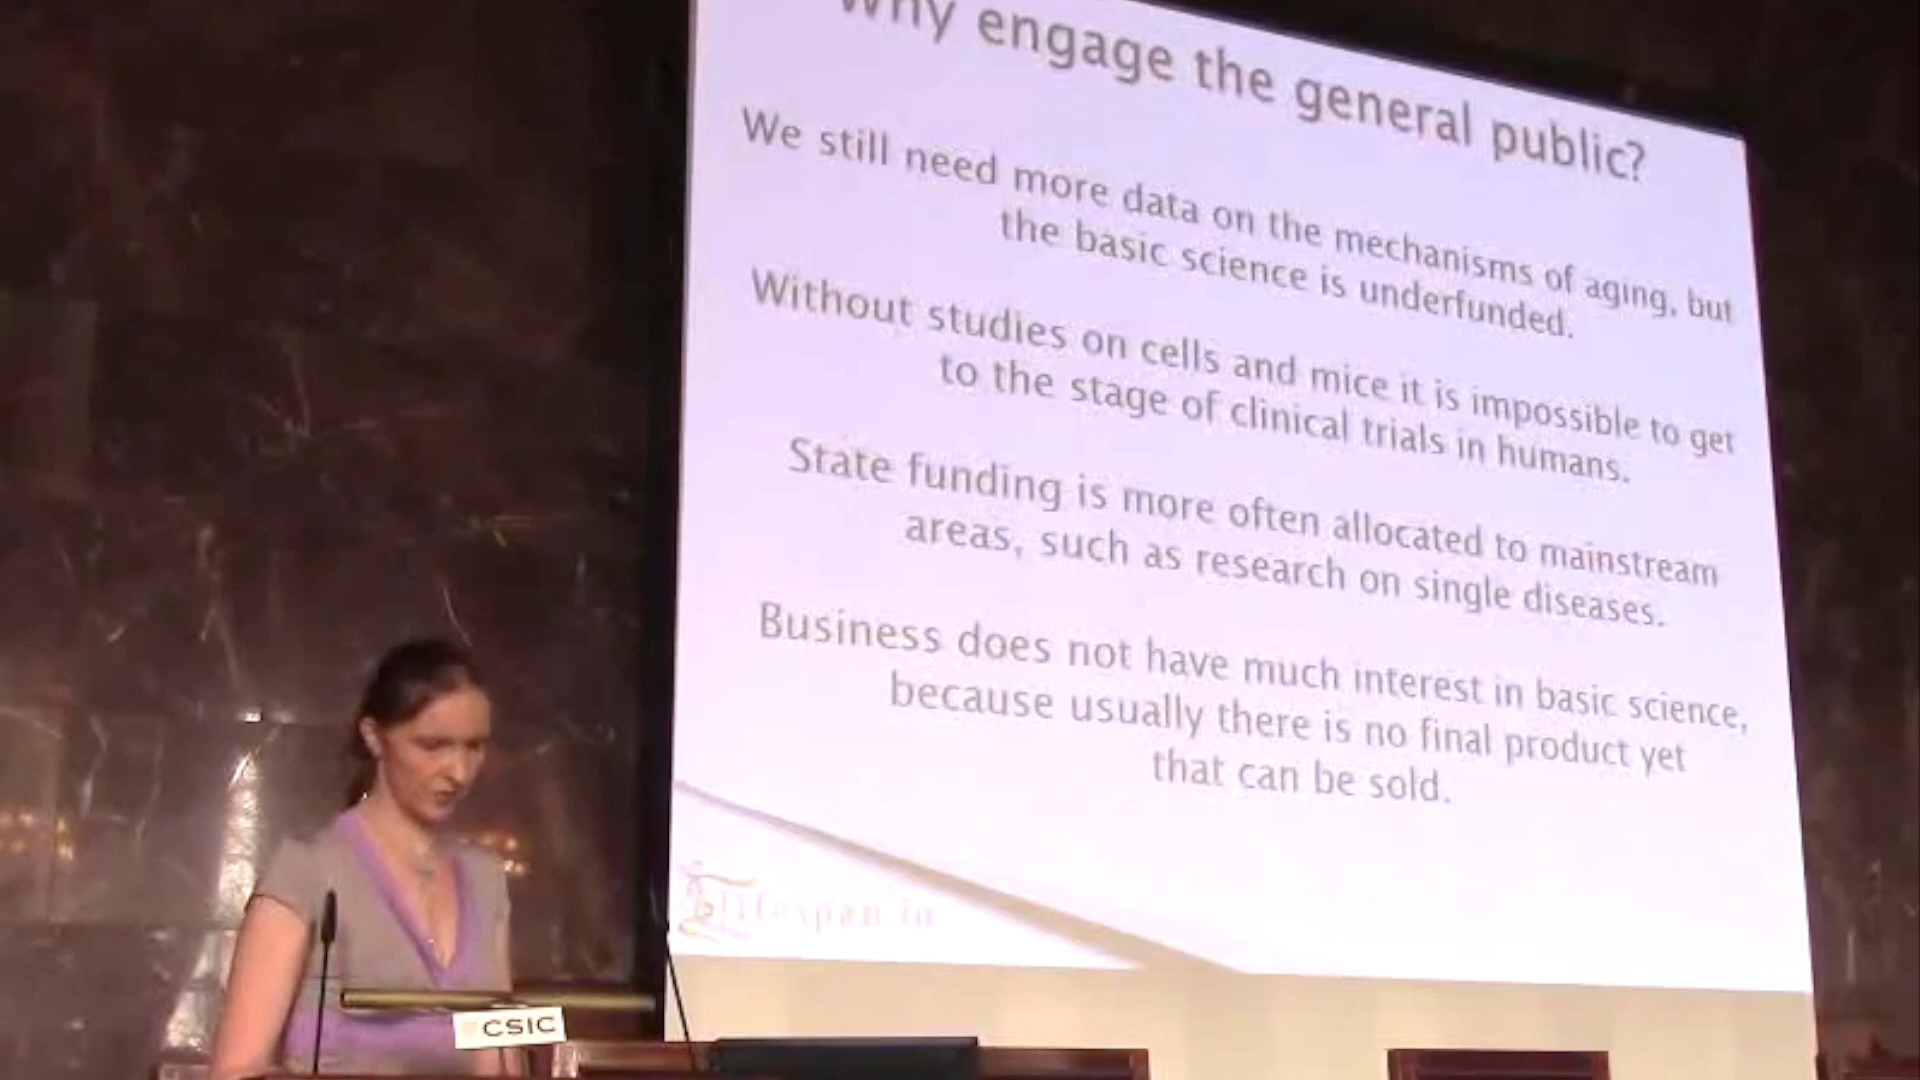 Why engage the general public?
We still need more data on the mechanisms of aging, but
the basic science is underfunded.
Without studies on cells and mice it is impossible to get
to the stage of clinical trials in humans.
State funding is more often allocated to mainstream
areas, such as research on single diseases.
Business does not have much interest in basic science,
because usually there is no final product yet
that can be sold.
lifespan.io
CSIC